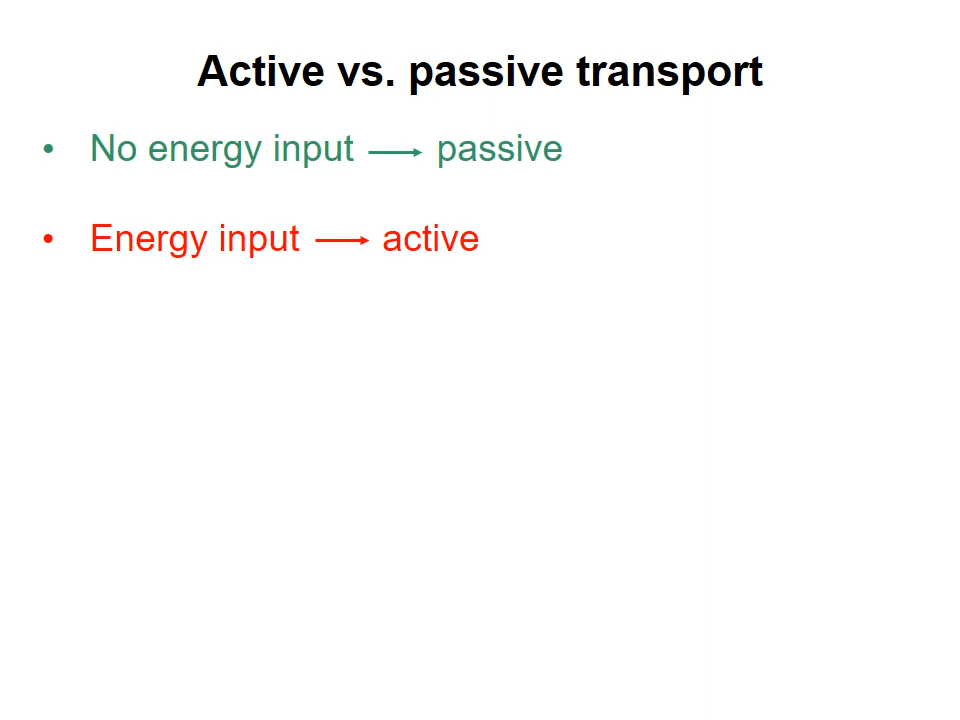 Active vs. passive transport
• No energy input → passive
• Energy input → active